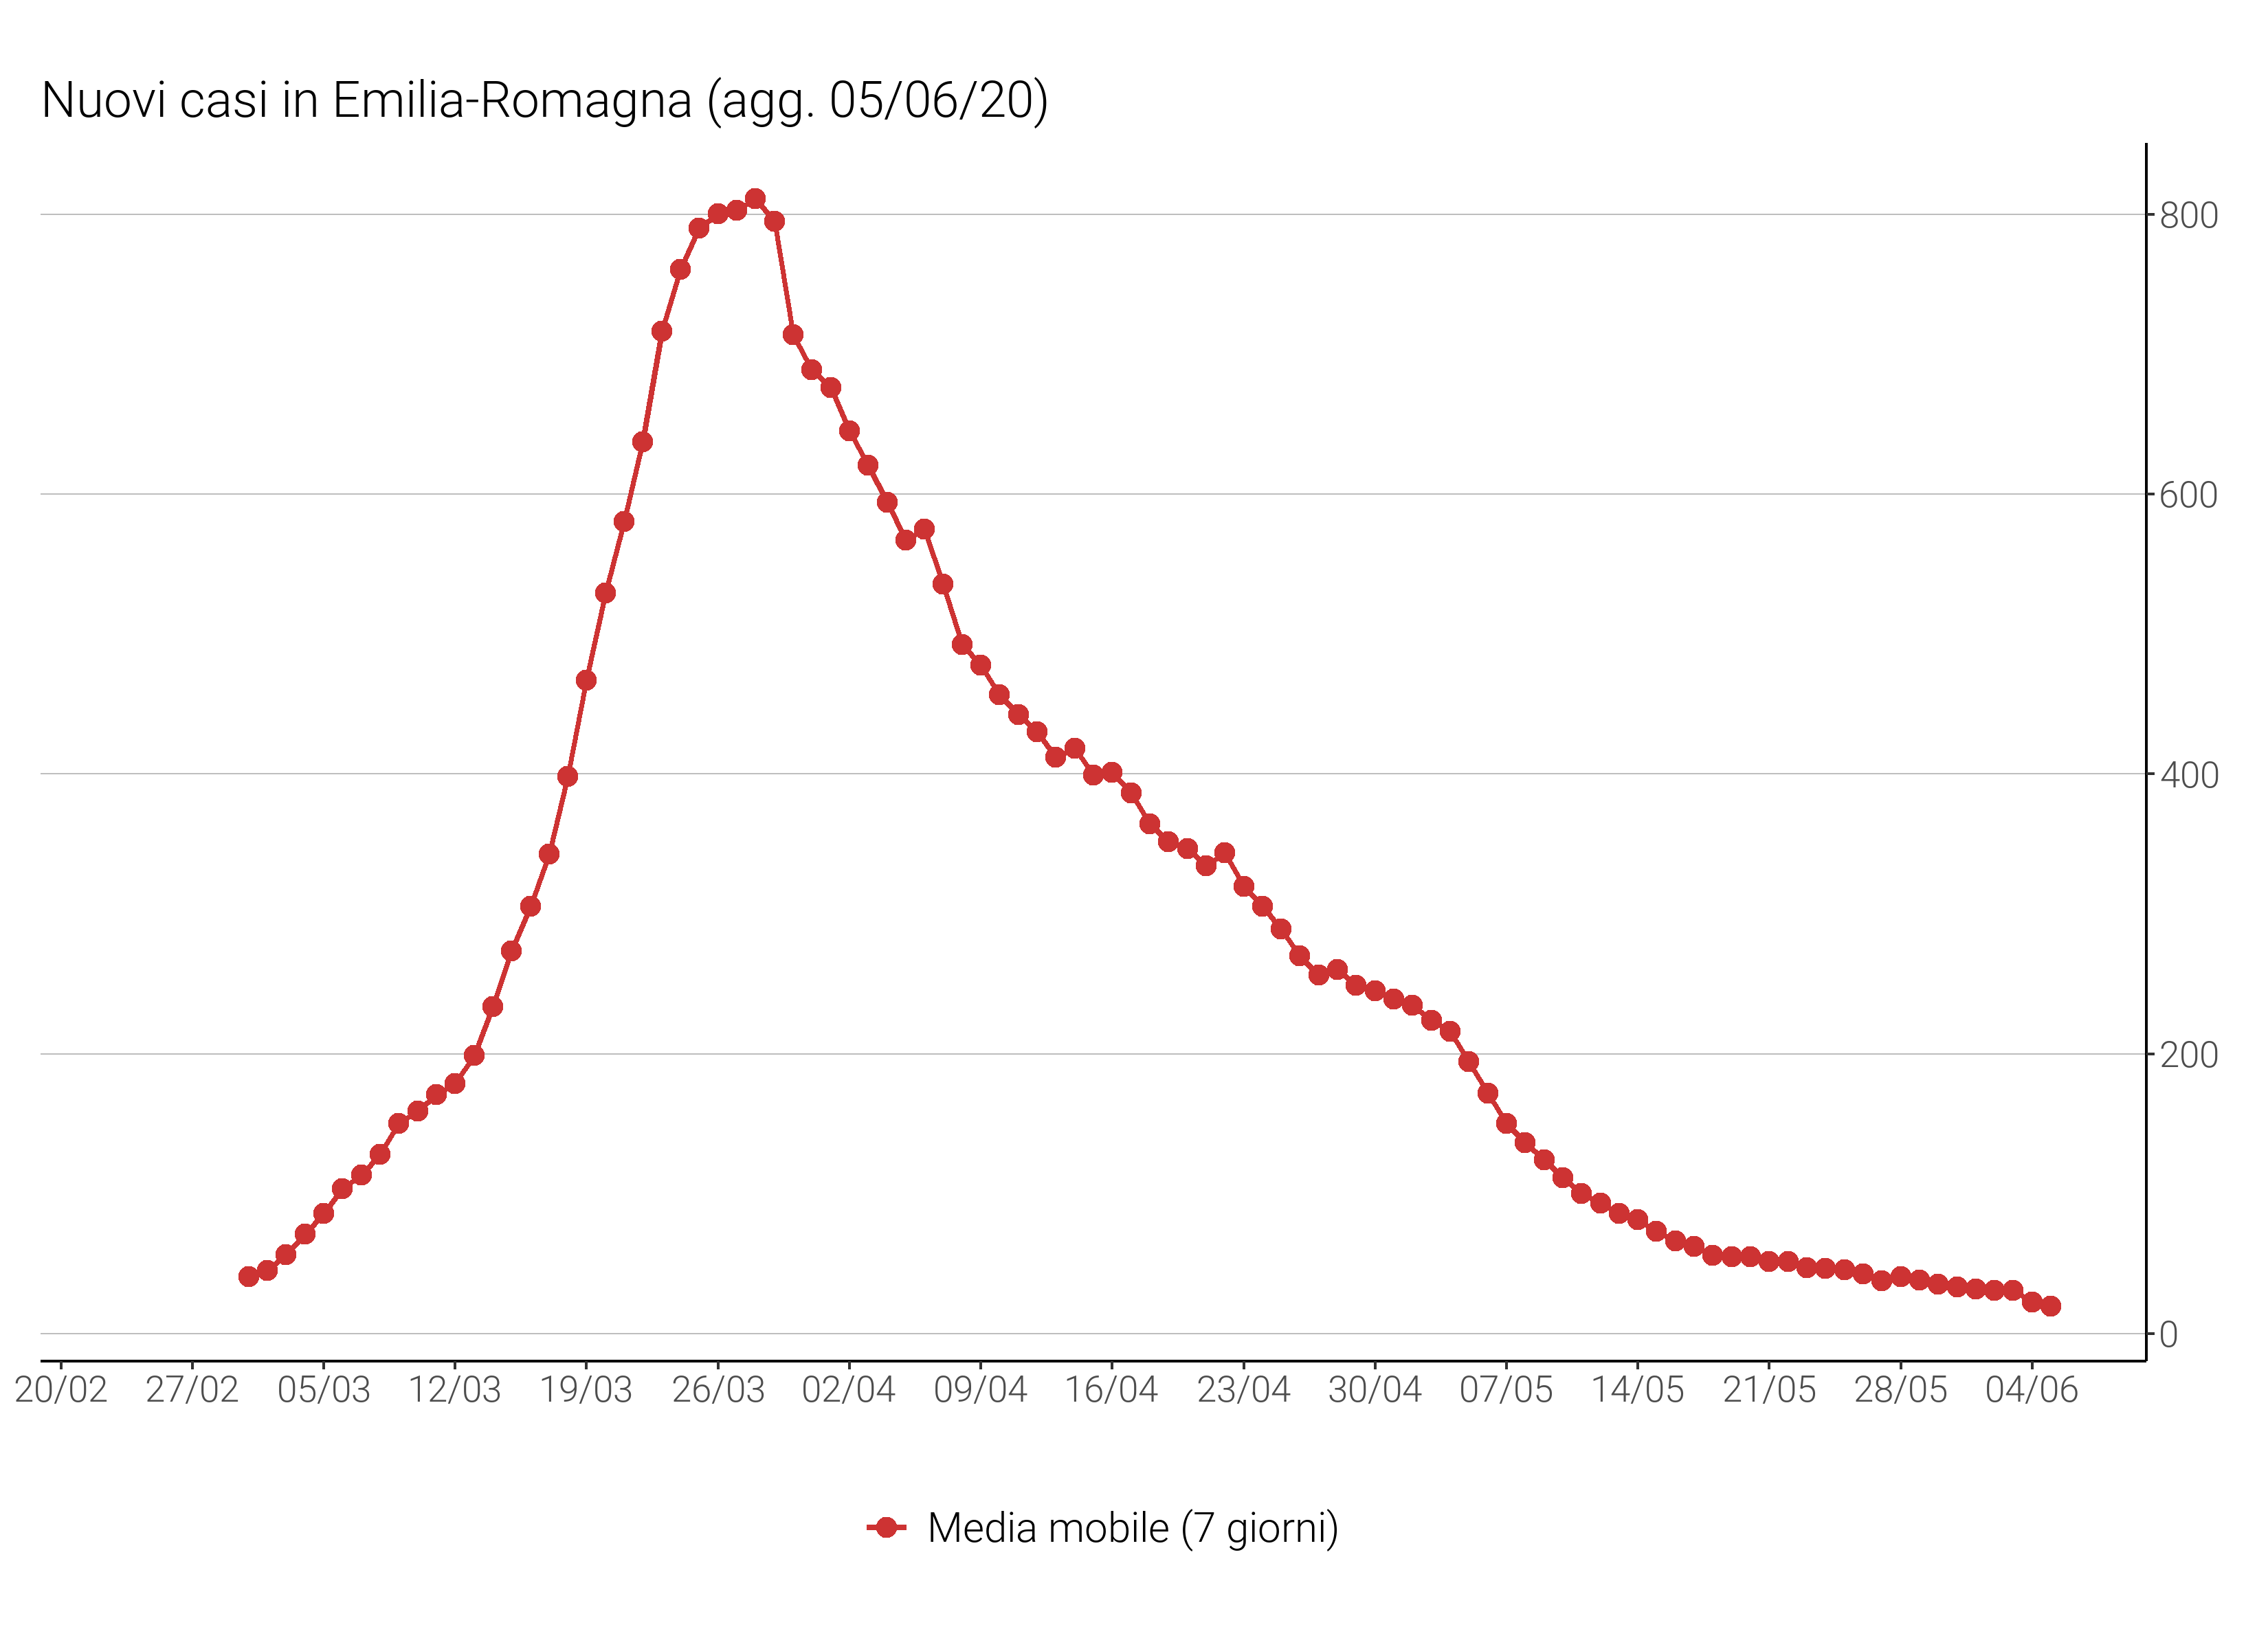 Nuovi casi in Emilia-Romagna (agg. 05/06/20)
800
600
400
200
0
20/02 27/02 05/03 12/03 19/03 26/03 02/04 09/04 16/04 23/04 30/04 07/05 14/05 21/05 28/05 04/06
Media mobile (7 giorni)